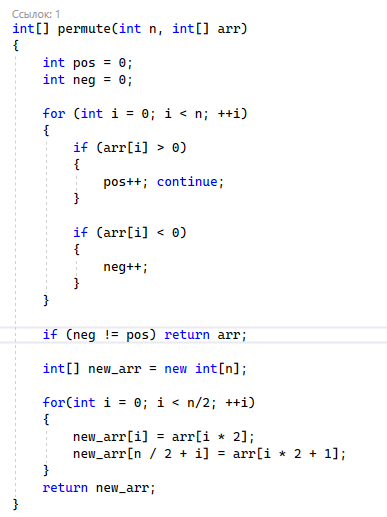 Ссылок: 1
int[] permute(int n, int[] arr)
{
    int pos = 0;
    int neg = 0;

    for (int i = 0; i < n; ++i)
    {
        if (arr[i] > 0)
        {
            pos++; continue;
        }

        if (arr[i] < 0)
        {
            neg++;
        }
    }

    if (neg != pos) return arr;

    int[] new_arr = new int[n];

    for(int i = 0; i < n/2; ++i)
    {
        new_arr[i] = arr[i * 2];
        new_arr[n / 2 + i] = arr[i * 2 + 1];
    }
    return new_arr;
}